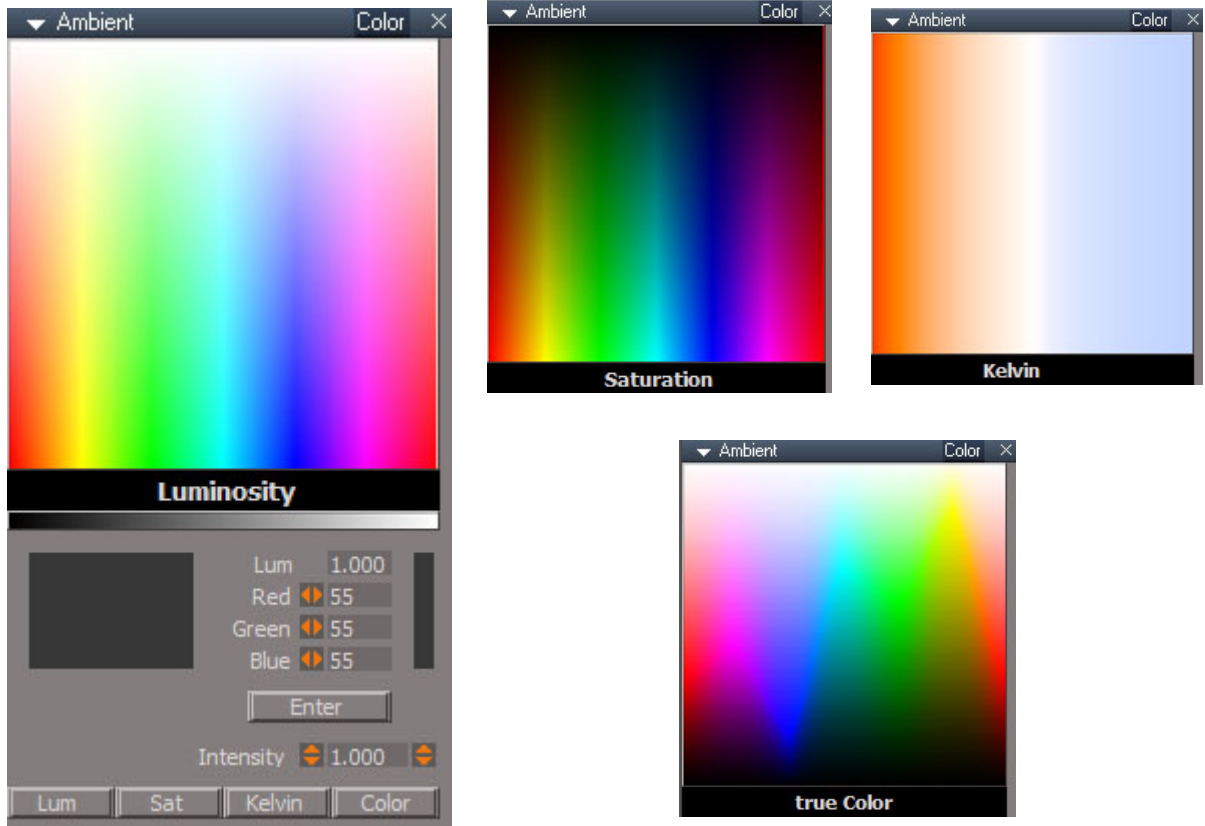 Ambient Color ×
Luminosity
Lum 1.000
Red 55
Green 55
Blue 55
Enter
Intensity 1.000
Lum Sat Kelvin Color
Ambient Color ×
Saturation
Ambient Color ×
Kelvin
Ambient Color ×
true Color